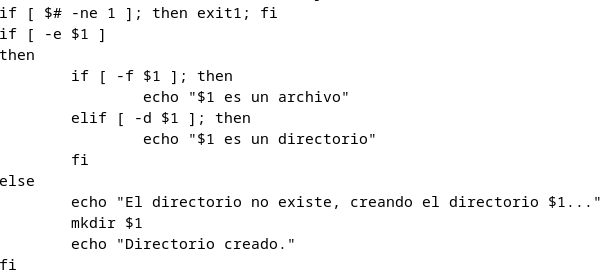 if [ $# -ne 1 ]; then exit1; fi
if [ -e $1 ]
then
        if [ -f $1 ]; then
                echo "$1 es un archivo"
        elif [ -d $1 ]; then
                echo "$1 es un directorio"
        fi
else
        echo "El directorio no existe, creando el directorio $1..."
        mkdir $1
        echo "Directorio creado."
fi